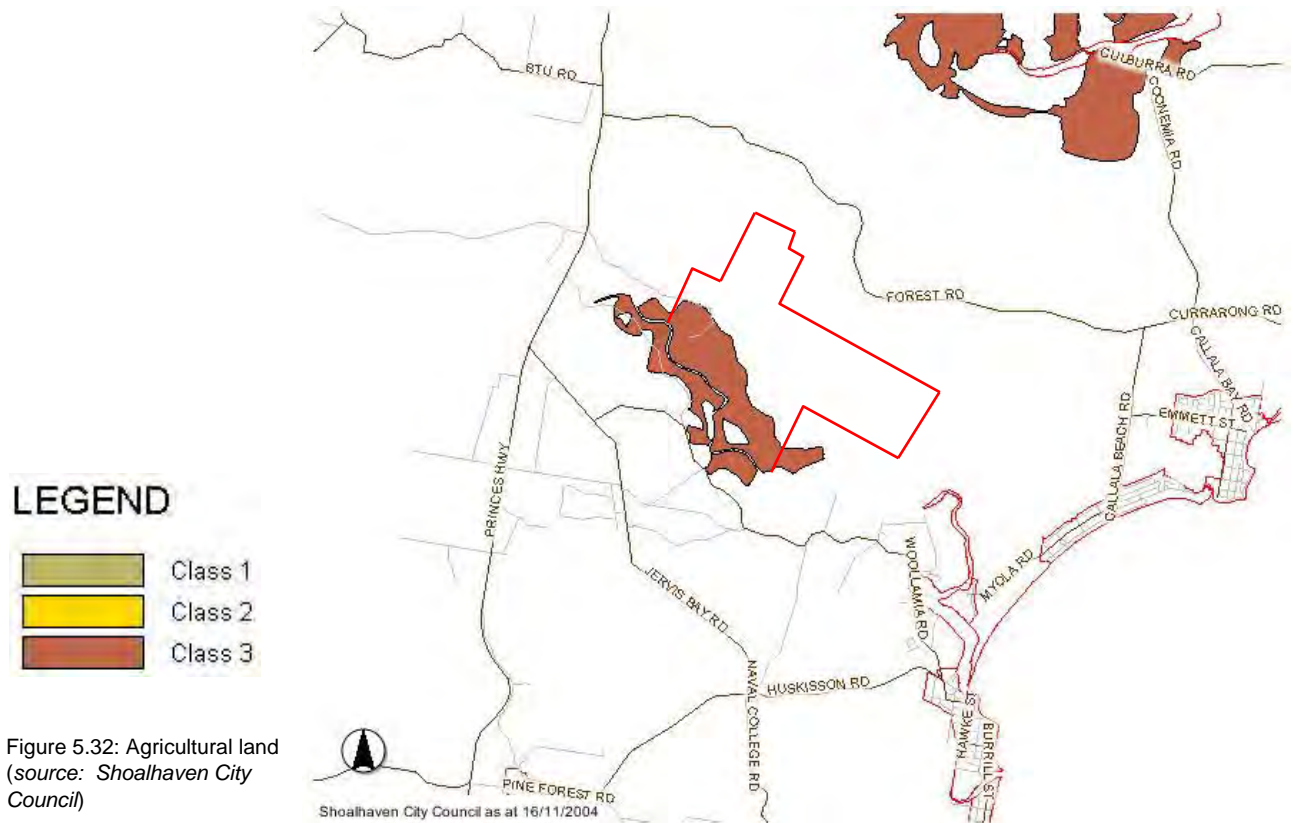 BTU RD
CULBURRA RD
COONEMIA RD
FOREST RD
CURRARONG RD
CALLALA BAY RD
EMMETT ST
CALLALA BEACH RD
PRINCES HWY
MYOLA RD
WOOLLAMIA RD
JERVIS BAY RD
HUSKISSON RD
NAVAL COLLEGE RD
HAWKE ST
BURRILL ST
PINE FOREST RD
Shoalhaven City Council as at 16/11/2004
LEGEND
Class 1
Class 2
Class 3
Figure 5.32: Agricultural land
(source: Shoalhaven City
Council)